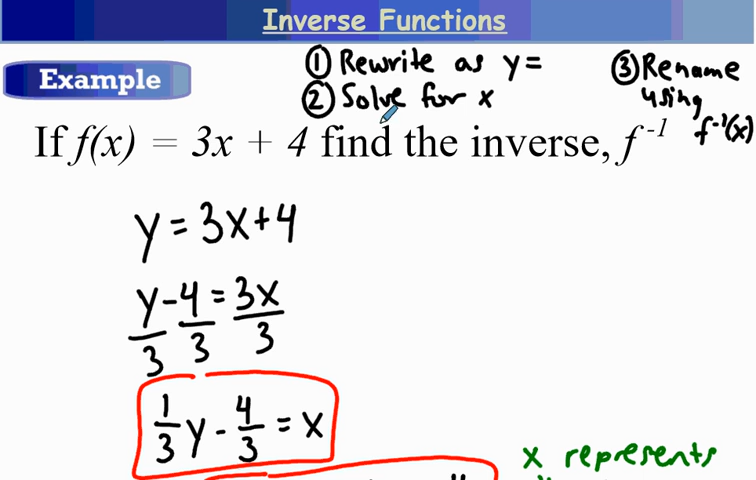 Inverse Functions
Example
① Rewrite as y =
② Solve for x
③ Rename using f⁻¹(x)
If f(x) = 3x + 4 find the inverse, f⁻¹
y = 3x + 4
y/3 - 4/3 = 3x/3
1/3 y - 4/3 = x
x represents